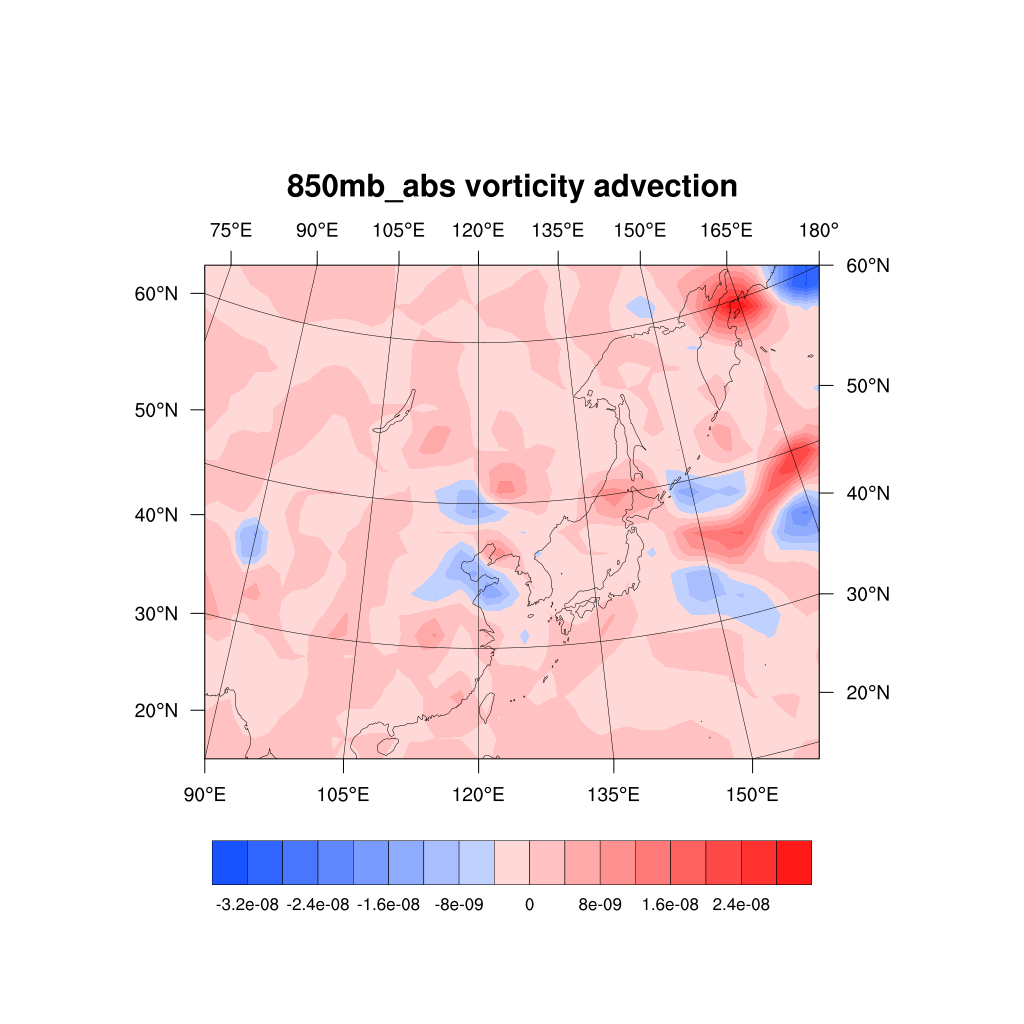 850mb_abs vorticity advection
75°E 90°E 105°E 120°E 135°E 150°E 165°E 180°
60°N 60°N
50°N 50°N
40°N 40°N
30°N 30°N
20°N 20°N
90°E 105°E 120°E 135°E 150°E
-3.2e-08 -2.4e-08 -1.6e-08 -8e-09 0 8e-09 1.6e-08 2.4e-08